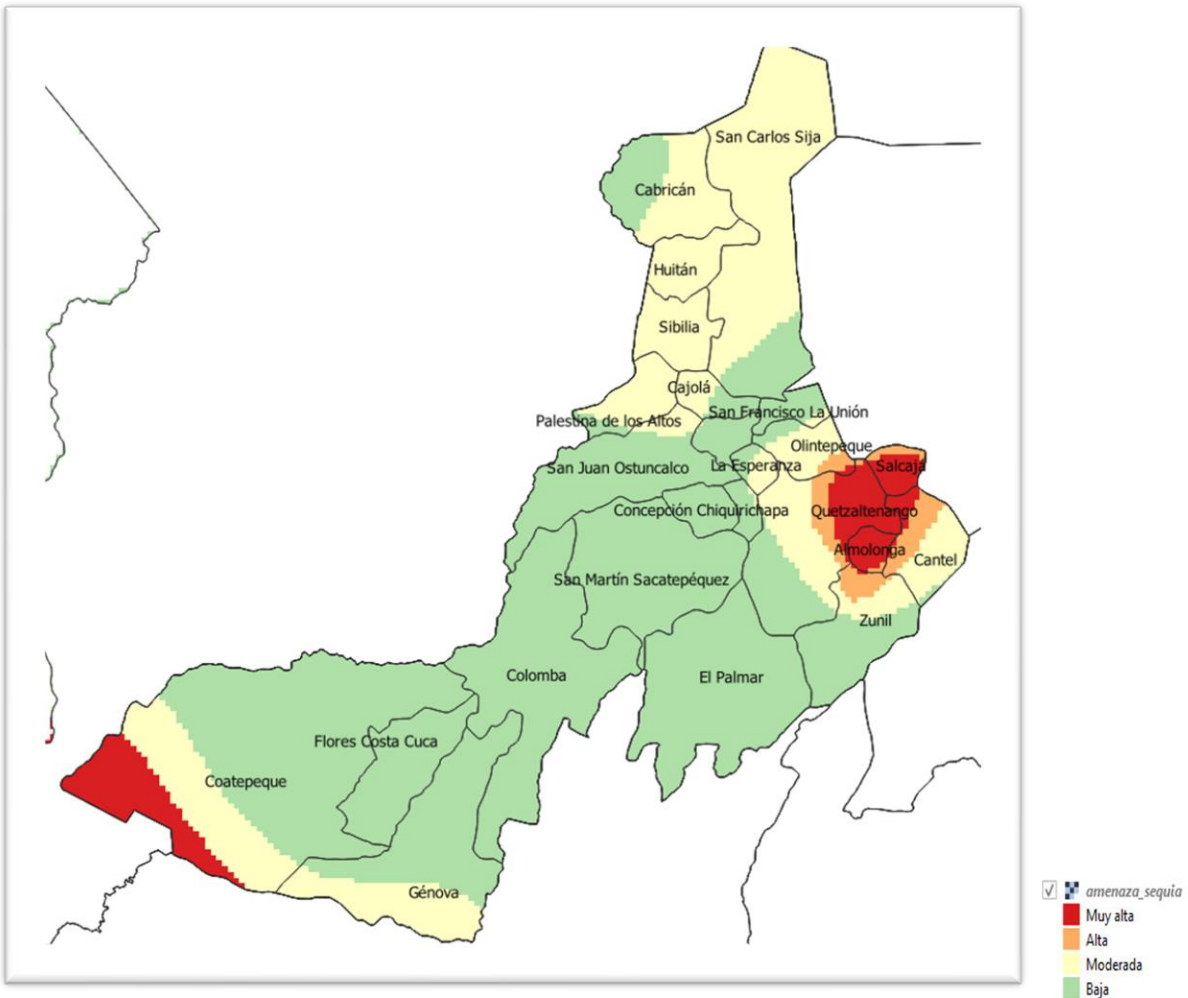 San Carlos Sija
Cabricán
Huitán
Sibilia
Cajolá
San Francisco La Unión
Palestina de los Altos
Olintepeque
La Esperanza
Salcajá
San Juan Ostuncalco
Concepción Chiquirichapa
Quetzaltenango
Almolonga
Cantel
San Martín Sacatepéquez
Zunil
Colomba
El Palmar
Flores Costa Cuca
Coatepeque
Génova
amenaza_sequia
Muy alta
Alta
Moderada
Baja